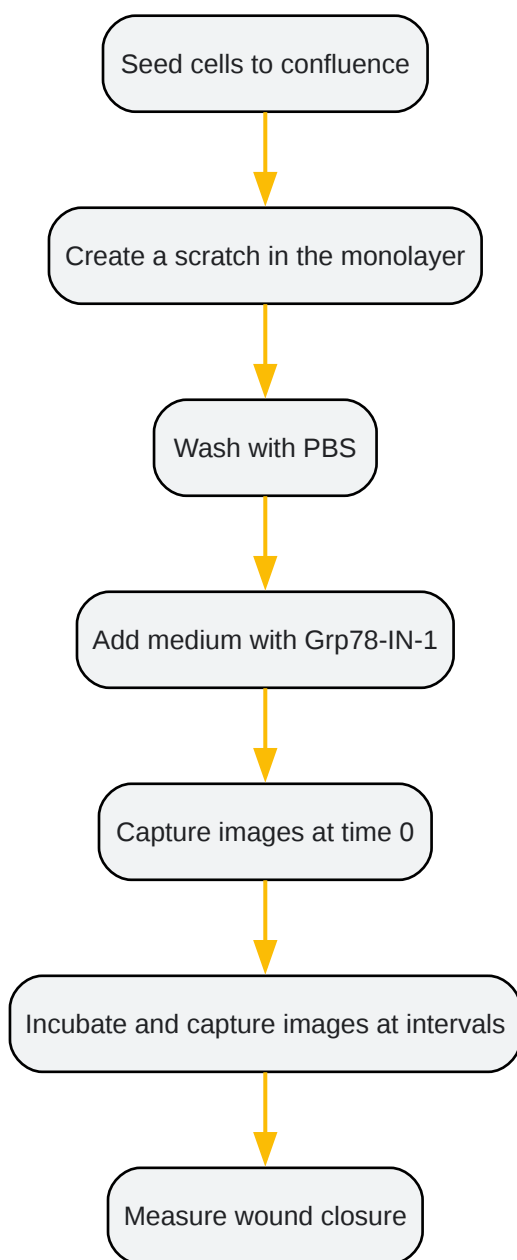 Seed cells to confluence
Create a scratch in the monolayer
Wash with PBS
Add medium with Grp78-IN-1
Capture images at time 0
Incubate and capture images at intervals
Measure wound closure